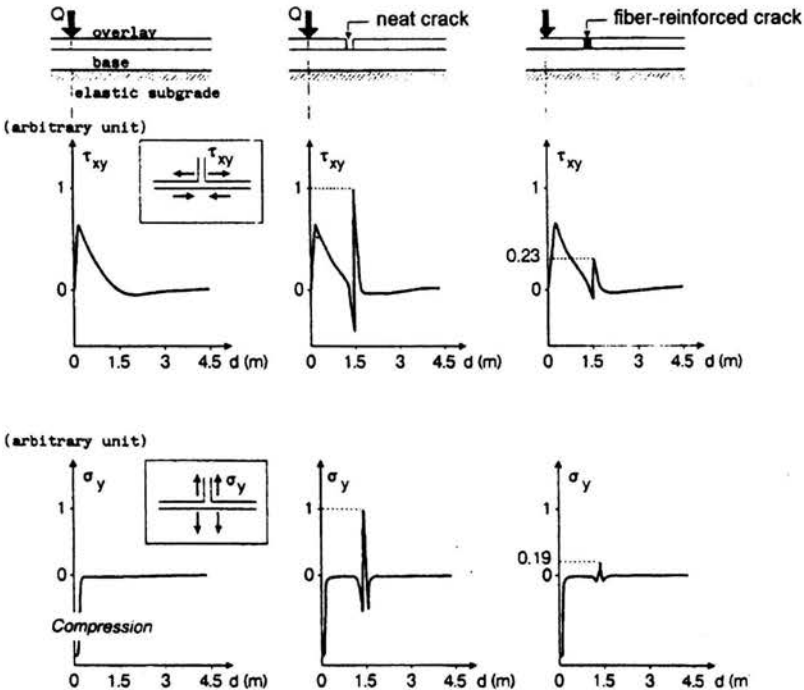 Q
overlay
base
elastic subgrade
Q
neat crack
fiber-reinforced crack
(arbitrary unit)
τxy
1
0
0 1.5 3 4.5 d (m)
τxy
τxy
1
0
0 1.5 3 4.5 d (m)
τxy
1
0.23
0
0 1.5 3 4.5 d (m)
(arbitrary unit)
σy
1
0
Compression
0 1.5 3 4.5 d (m)
σy
σy
1
0
0 1.5 3 4.5 d (m)
σy
1
0.19
0
0 1.5 3 4.5 d (m